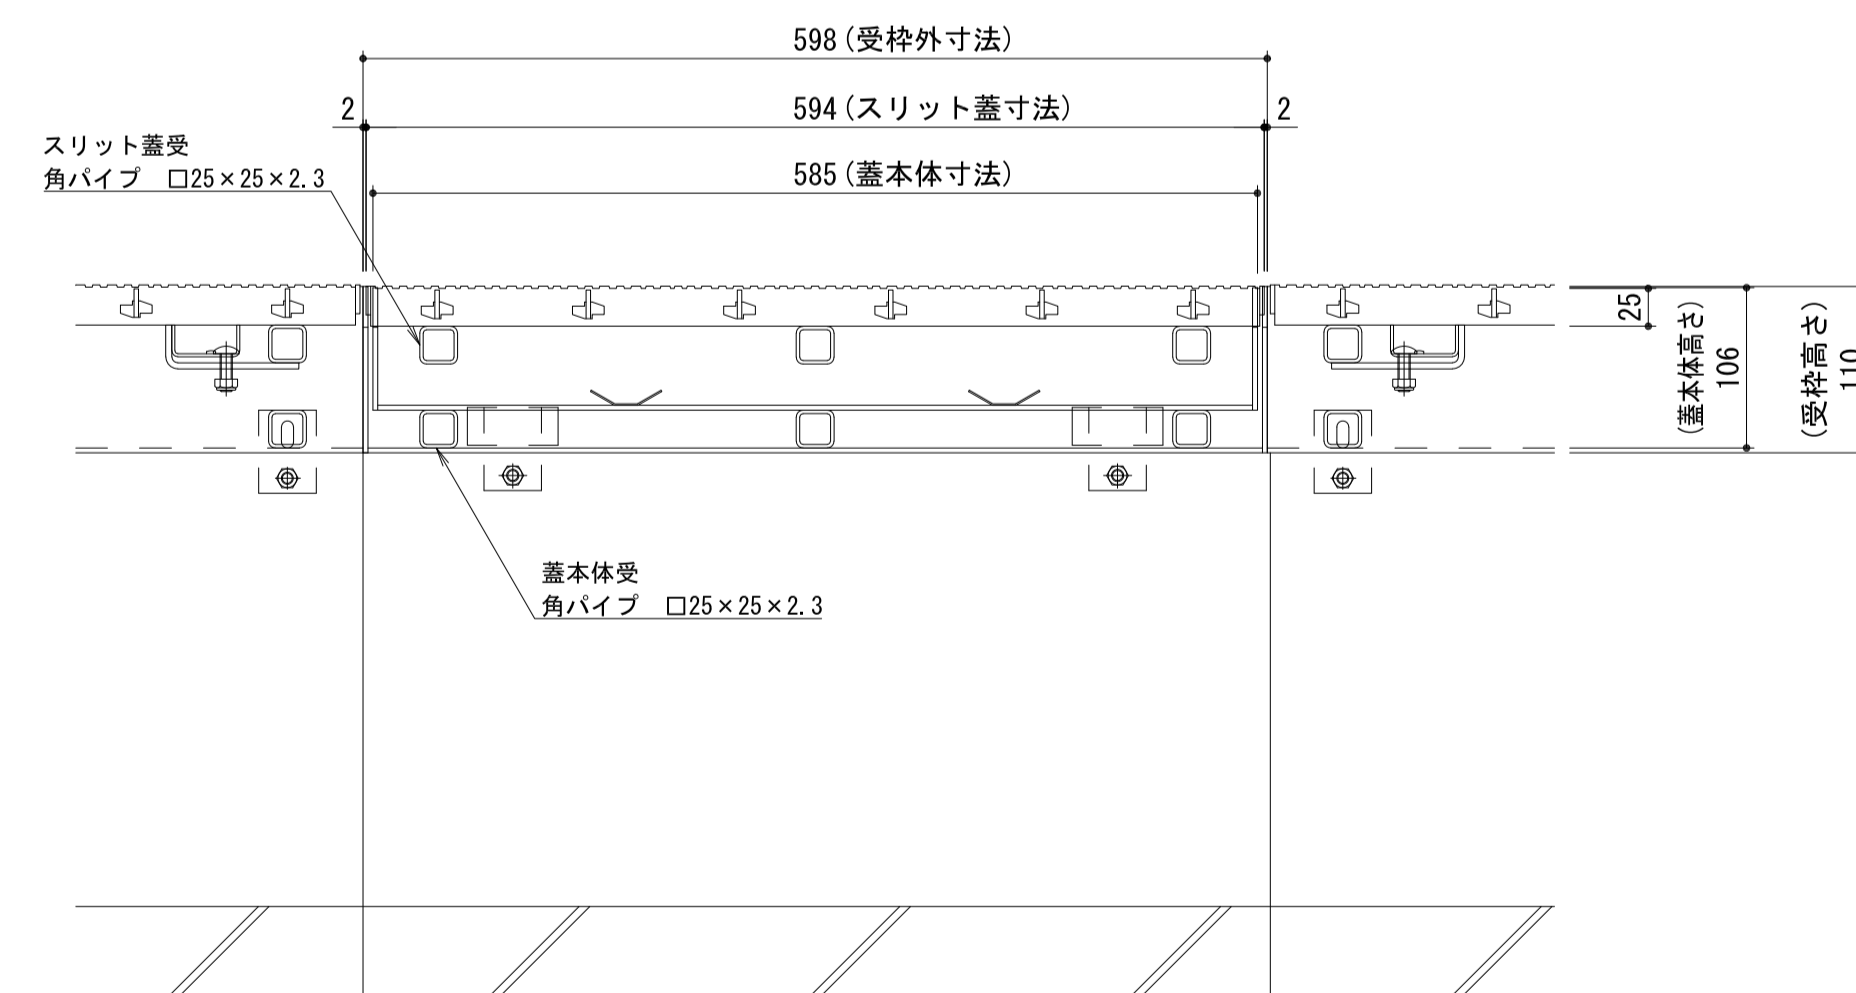 598(受枠外寸法)
2
594(スリット蓋寸法)
2
スリット蓋受
角パイプ □25×25×2.3
585(蓋本体寸法)
25
(蓋本体高さ)
106
(受枠高さ)
110
蓋本体受
角パイプ □25×25×2.3